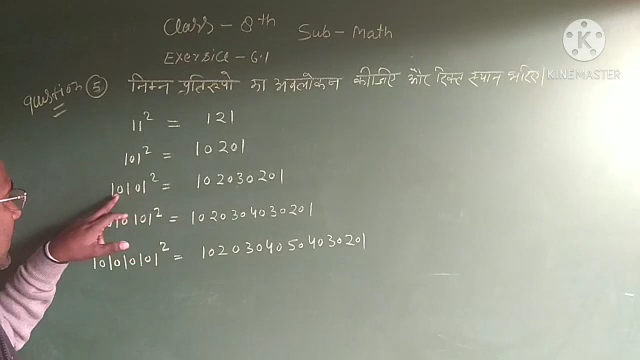 Class - 8th Sub - Math
Exersice - 6.1
Question 5. निम्न प्रतिरूपो का अवलोकन कीजिए और रिक्त स्थान भरिए।
11² = 121
101² = 10201
10101² = 102030201
10101² = 1020304030201
101010101² = 10203040504030201
KINEMASTER